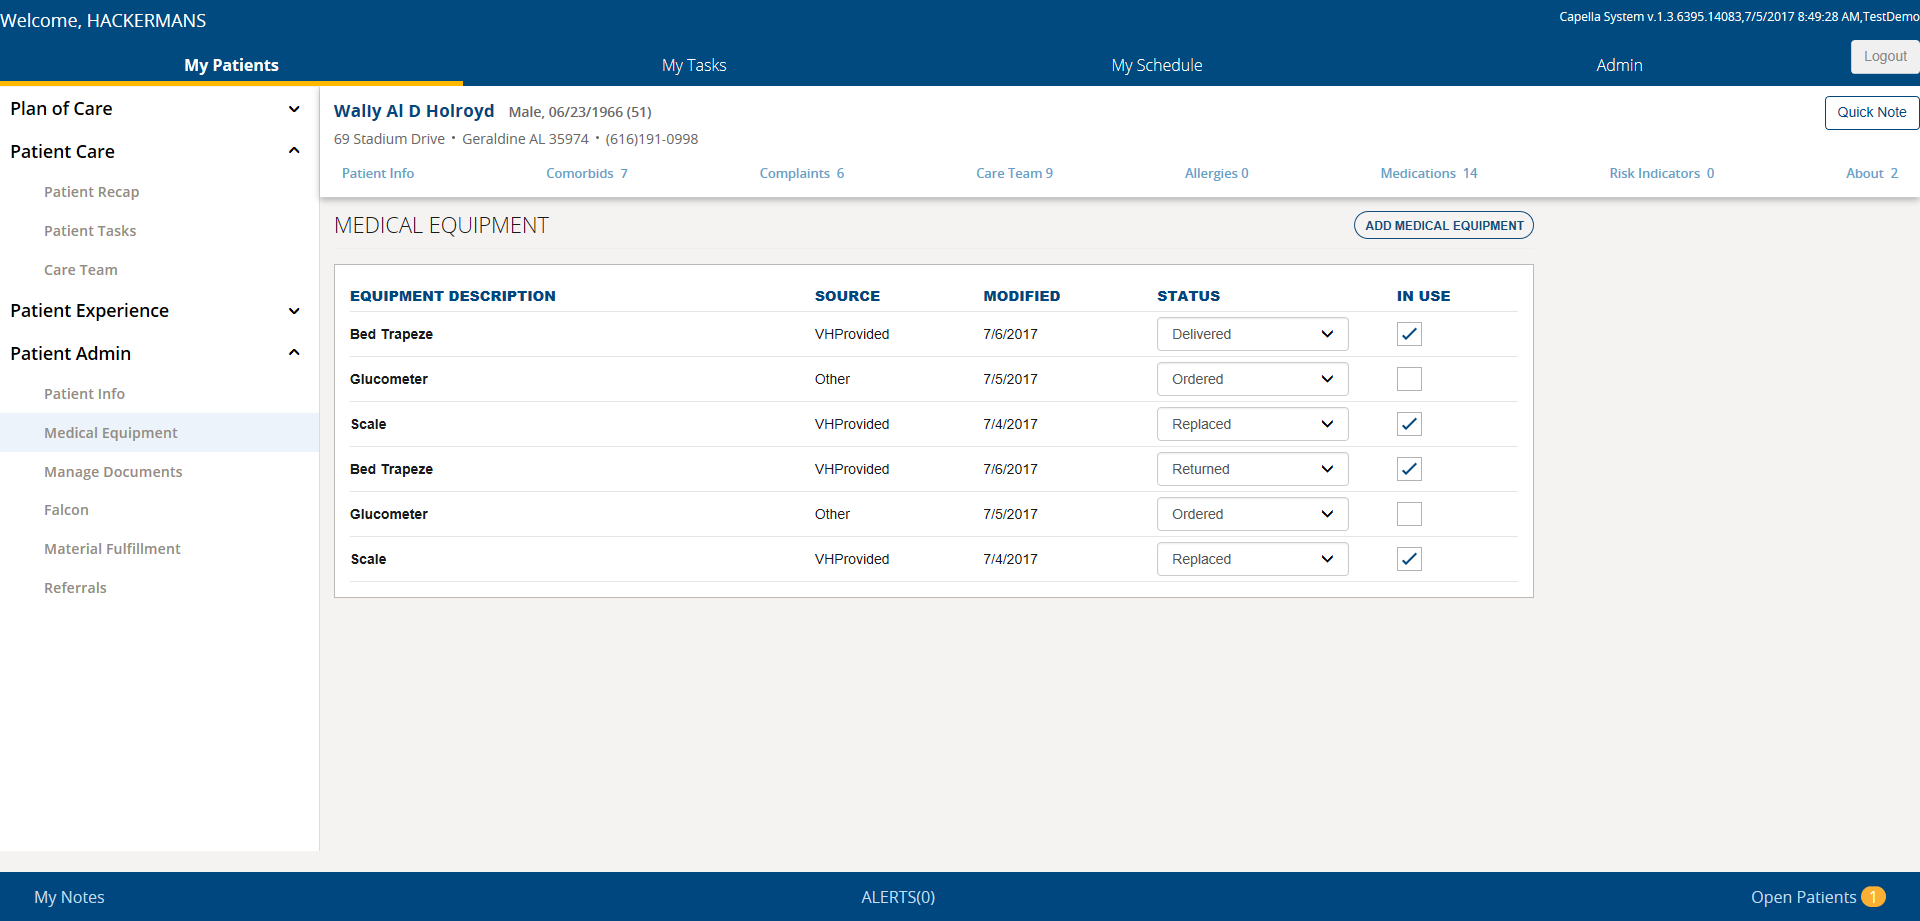 Welcome, HACKERMANS
Capella System v.1.3.6395.14083,7/5/2017 8:49:28 AM,TestDemo
My Patients
My Tasks
My Schedule
Admin
Logout
Plan of Care
Patient Care
Patient Recap
Patient Tasks
Care Team
Patient Experience
Patient Admin
Patient Info
Medical Equipment
Manage Documents
Falcon
Material Fulfillment
Referrals
Wally Al D Holroyd Male, 06/23/1966 (51)
Quick Note
69 Stadium Drive • Geraldine AL 35974 • (616)191-0998
Patient Info Comorbids 7 Complaints 6 Care Team 9 Allergies 0 Medications 14 Risk Indicators 0 About 2
MEDICAL EQUIPMENT
ADD MEDICAL EQUIPMENT
EQUIPMENT DESCRIPTION SOURCE MODIFIED STATUS IN USE
Bed Trapeze VHProvided 7/6/2017 Delivered
Glucometer Other 7/5/2017 Ordered
Scale VHProvided 7/4/2017 Replaced
Bed Trapeze VHProvided 7/6/2017 Returned
Glucometer Other 7/5/2017 Ordered
Scale VHProvided 7/4/2017 Replaced
My Notes
ALERTS(0)
Open Patients 1